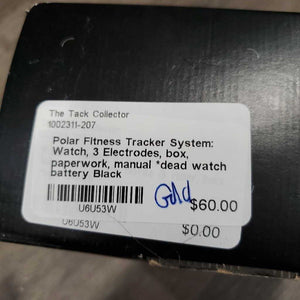 The Tack Collector
1002311-207
Polar Fitness Tracker System:
Watch, 3 Electrodes, box,
paperwork, manual *dead watch
battery Black
Gold
$60.00
U6U53W
$0.00
U6U53W